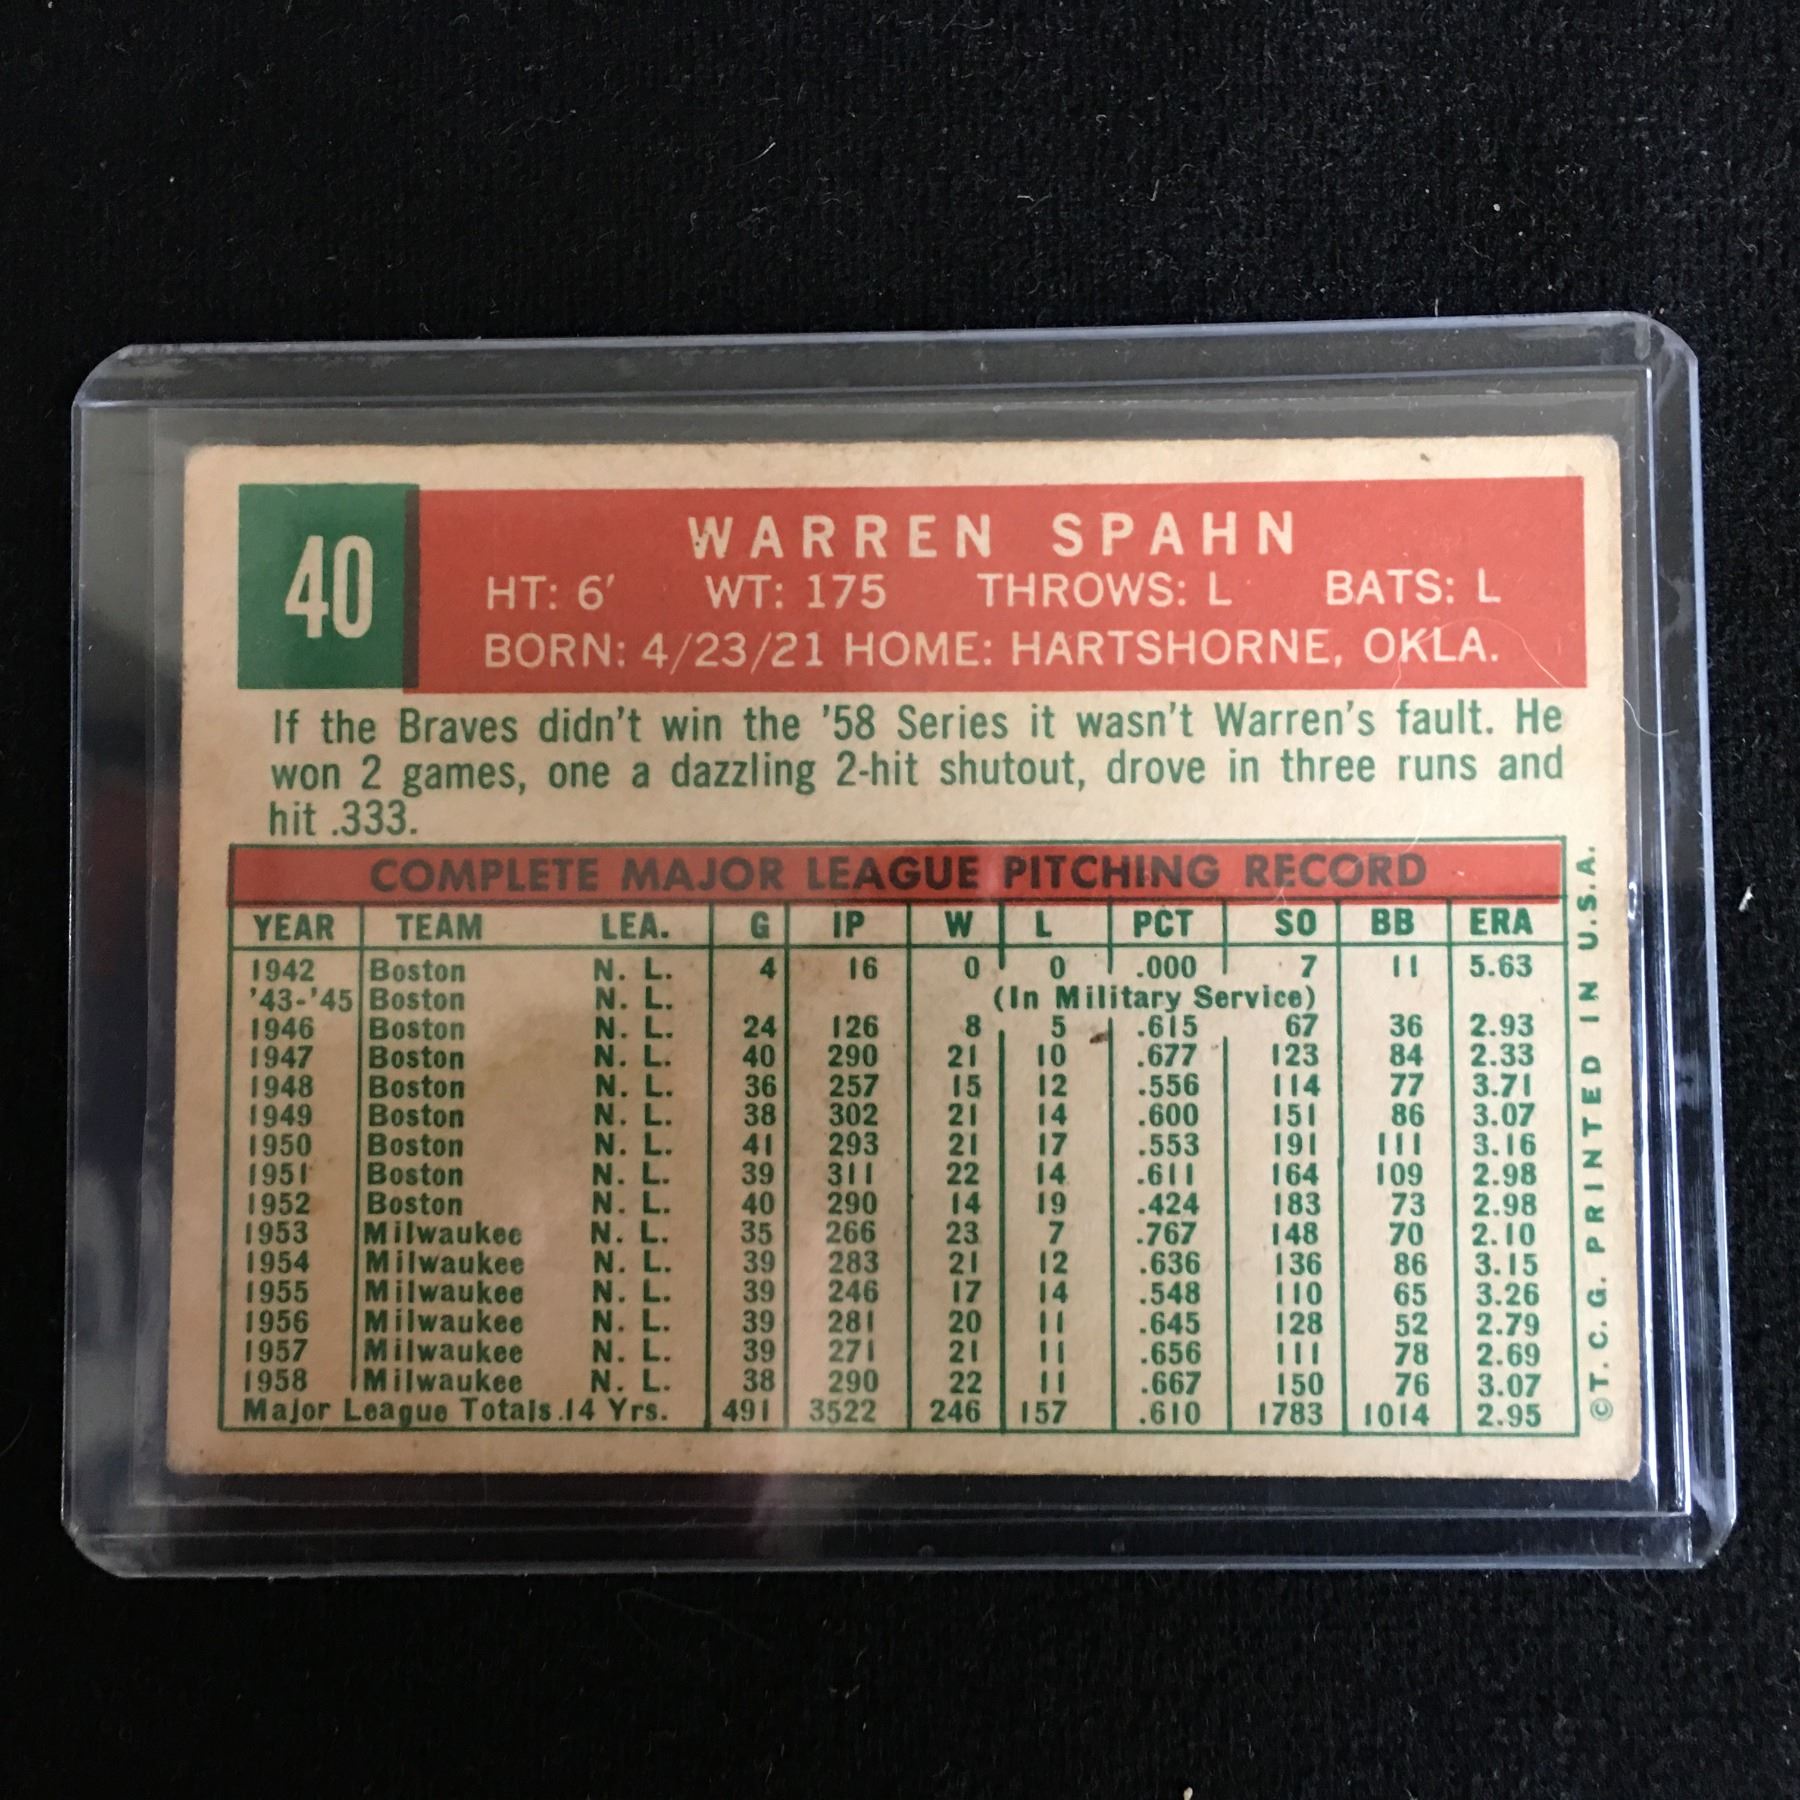 40
WARREN SPAHN
HT: 6' WT: 175 THROWS: L BATS: L
BORN: 4/23/21 HOME: HARTSHORNE, OKLA.
If the Braves didn't win the '58 Series it wasn't Warren's fault. He
won 2 games, one a dazzling 2-hit shutout, drove in three runs and
hit .333.
COMPLETE MAJOR LEAGUE PITCHING RECORD
YEAR TEAM LEA. G IP W L PCT SO BB ERA
1942 Boston N. L. 4 16 0 0 .000 7 11 5.63
'43-'45 Boston N. L. (In Military Service)
1946 Boston N. L. 24 126 8 5 .615 67 36 2.93
1947 Boston N. L. 40 290 21 10 .677 123 84 2.33
1948 Boston N. L. 36 257 15 12 .556 114 77 3.71
1949 Boston N. L. 38 302 21 14 .600 151 86 3.07
1950 Boston N. L. 41 293 21 17 .553 191 111 3.16
1951 Boston N. L. 39 311 22 14 .611 164 109 2.98
1952 Boston N. L. 40 290 14 19 .424 183 73 2.98
1953 Milwaukee N. L. 35 266 23 7 .767 148 70 2.10
1954 Milwaukee N. L. 39 283 21 12 .636 136 86 3.15
1955 Milwaukee N. L. 39 246 17 14 .548 110 65 3.26
1956 Milwaukee N. L. 39 281 20 11 .645 128 52 2.79
1957 Milwaukee N. L. 39 271 21 11 .656 111 78 2.69
1958 Milwaukee N. L. 38 290 22 11 .667 150 76 3.07
Major League Totals.14 Yrs. 491 3522 246 157 .610 1783 1014 2.95
©T. C. G. PRINTED IN U.S.A.